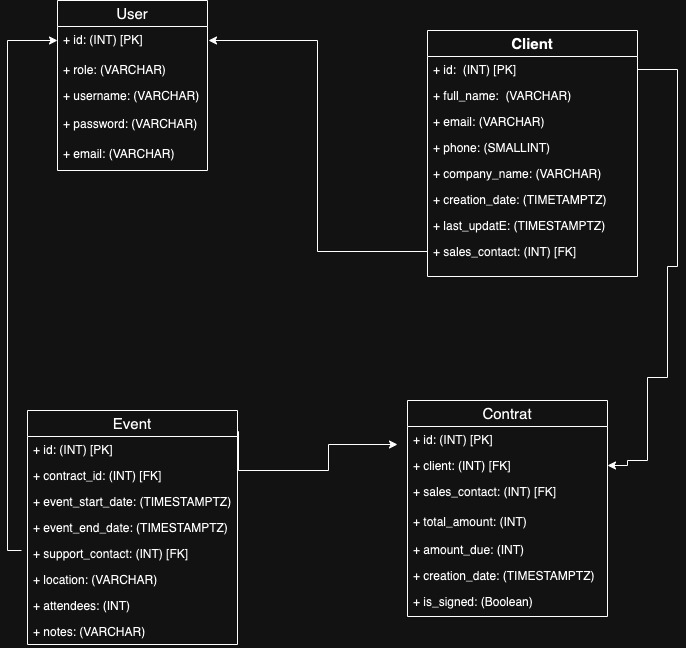 User
+ id: (INT) [PK]
+ role: (VARCHAR)
+ username: (VARCHAR)
+ password: (VARCHAR)
+ email: (VARCHAR)
Client
+ id: (INT) [PK]
+ full_name: (VARCHAR)
+ email: (VARCHAR)
+ phone: (SMALLINT)
+ company_name: (VARCHAR)
+ creation_date: (TIMETAMPTZ)
+ last_updatE: (TIMESTAMPTZ)
+ sales_contact: (INT) [FK]
Event
+ id: (INT) [PK]
+ contract_id: (INT) [FK]
+ event_start_date: (TIMESTAMPTZ)
+ event_end_date: (TIMESTAMPTZ)
+ support_contact: (INT) [FK]
+ location: (VARCHAR)
+ attendees: (INT)
+ notes: (VARCHAR)
Contrat
+ id: (INT) [PK]
+ client: (INT) [FK]
+ sales_contact: (INT) [FK]
+ total_amount: (INT)
+ amount_due: (INT)
+ creation_date: (TIMESTAMPTZ)
+ is_signed: (Boolean)